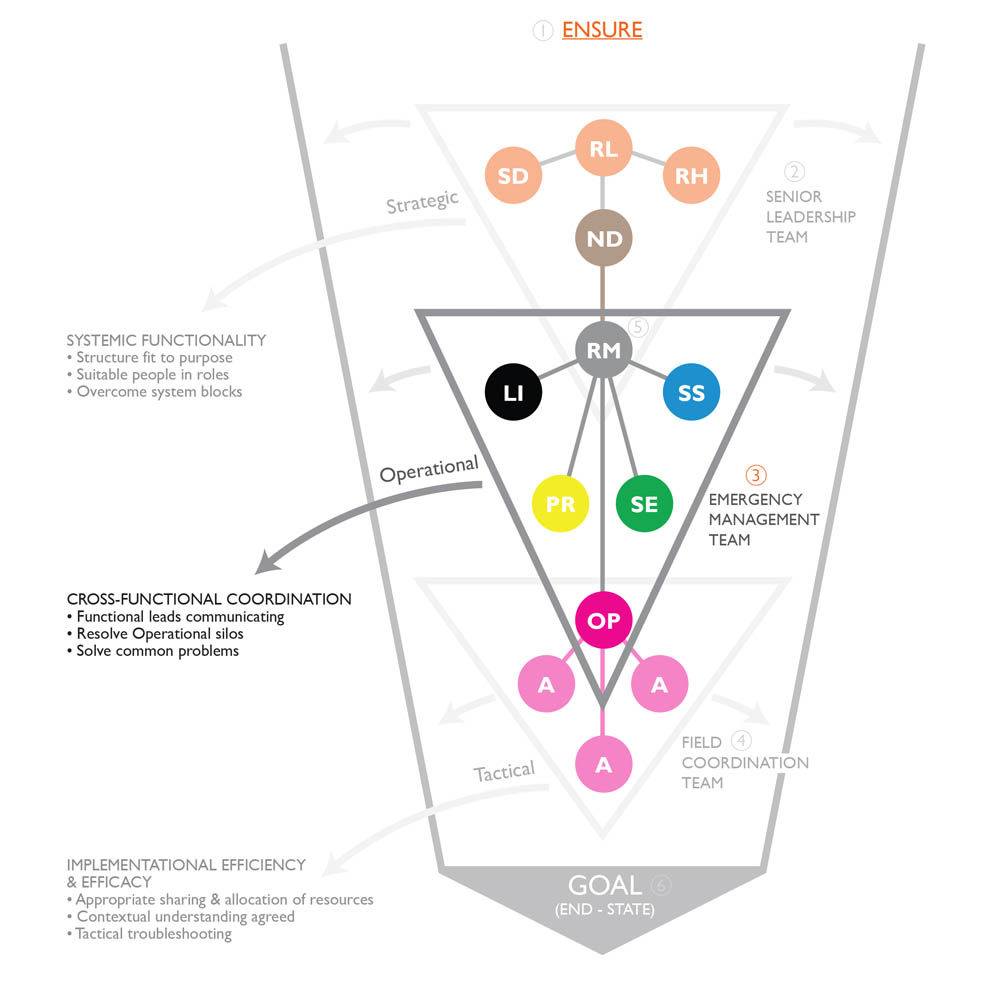 ① ENSURE
RL
SD
RH
②
SENIOR
LEADERSHIP
TEAM
Strategic
ND
SYSTEMIC FUNCTIONALITY
• Structure fit to purpose
• Suitable people in roles
• Overcome system blocks
RM
⑤
LI
SS
Operational
③
EMERGENCY
MANAGEMENT
TEAM
PR
SE
CROSS-FUNCTIONAL COORDINATION
• Functional leads communicating
• Resolve Operational silos
• Solve common problems
OP
A
A
A
FIELD ④
COORDINATION
TEAM
Tactical
IMPLEMENTATIONAL EFFICIENCY
& EFFICACY
• Appropriate sharing & allocation of resources
• Contextual understanding agreed
• Tactical troubleshooting
GOAL ⑥
(END - STATE)